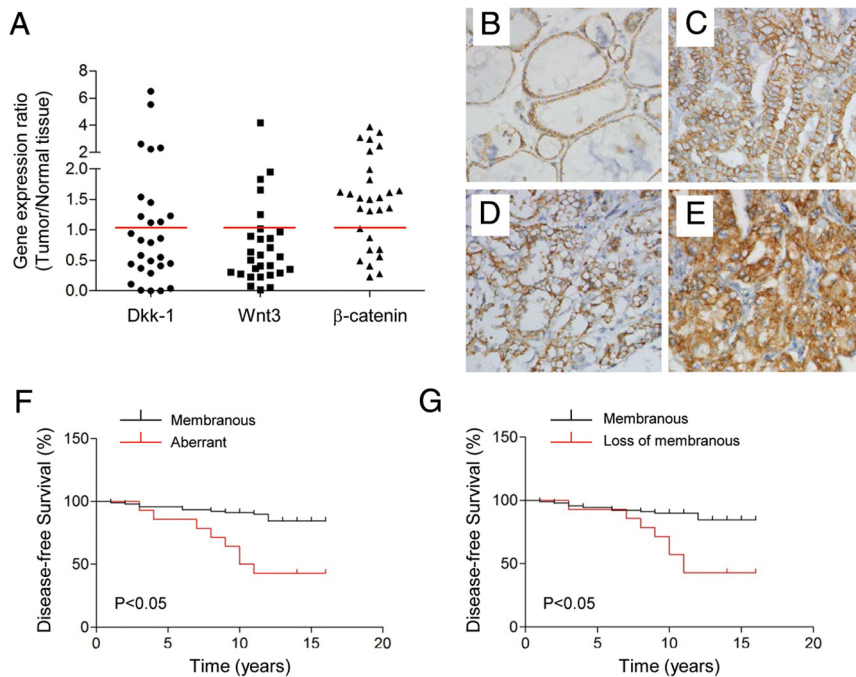 A
B
C
D
E
Gene expression ratio
(Tumor/Normal tissue)
8
6
4
2
2.0
1.5
1.0
0.5
0.0
Dkk-1
Wnt3
β-catenin
F
Membranous
Aberrant
Disease-free Survival (%)
150
100
50
0
P<0.05
0
5
10
15
20
Time (years)
G
Membranous
Loss of membranous
Disease-free Survival (%)
150
100
50
0
P<0.05
0
5
10
15
20
Time (years)